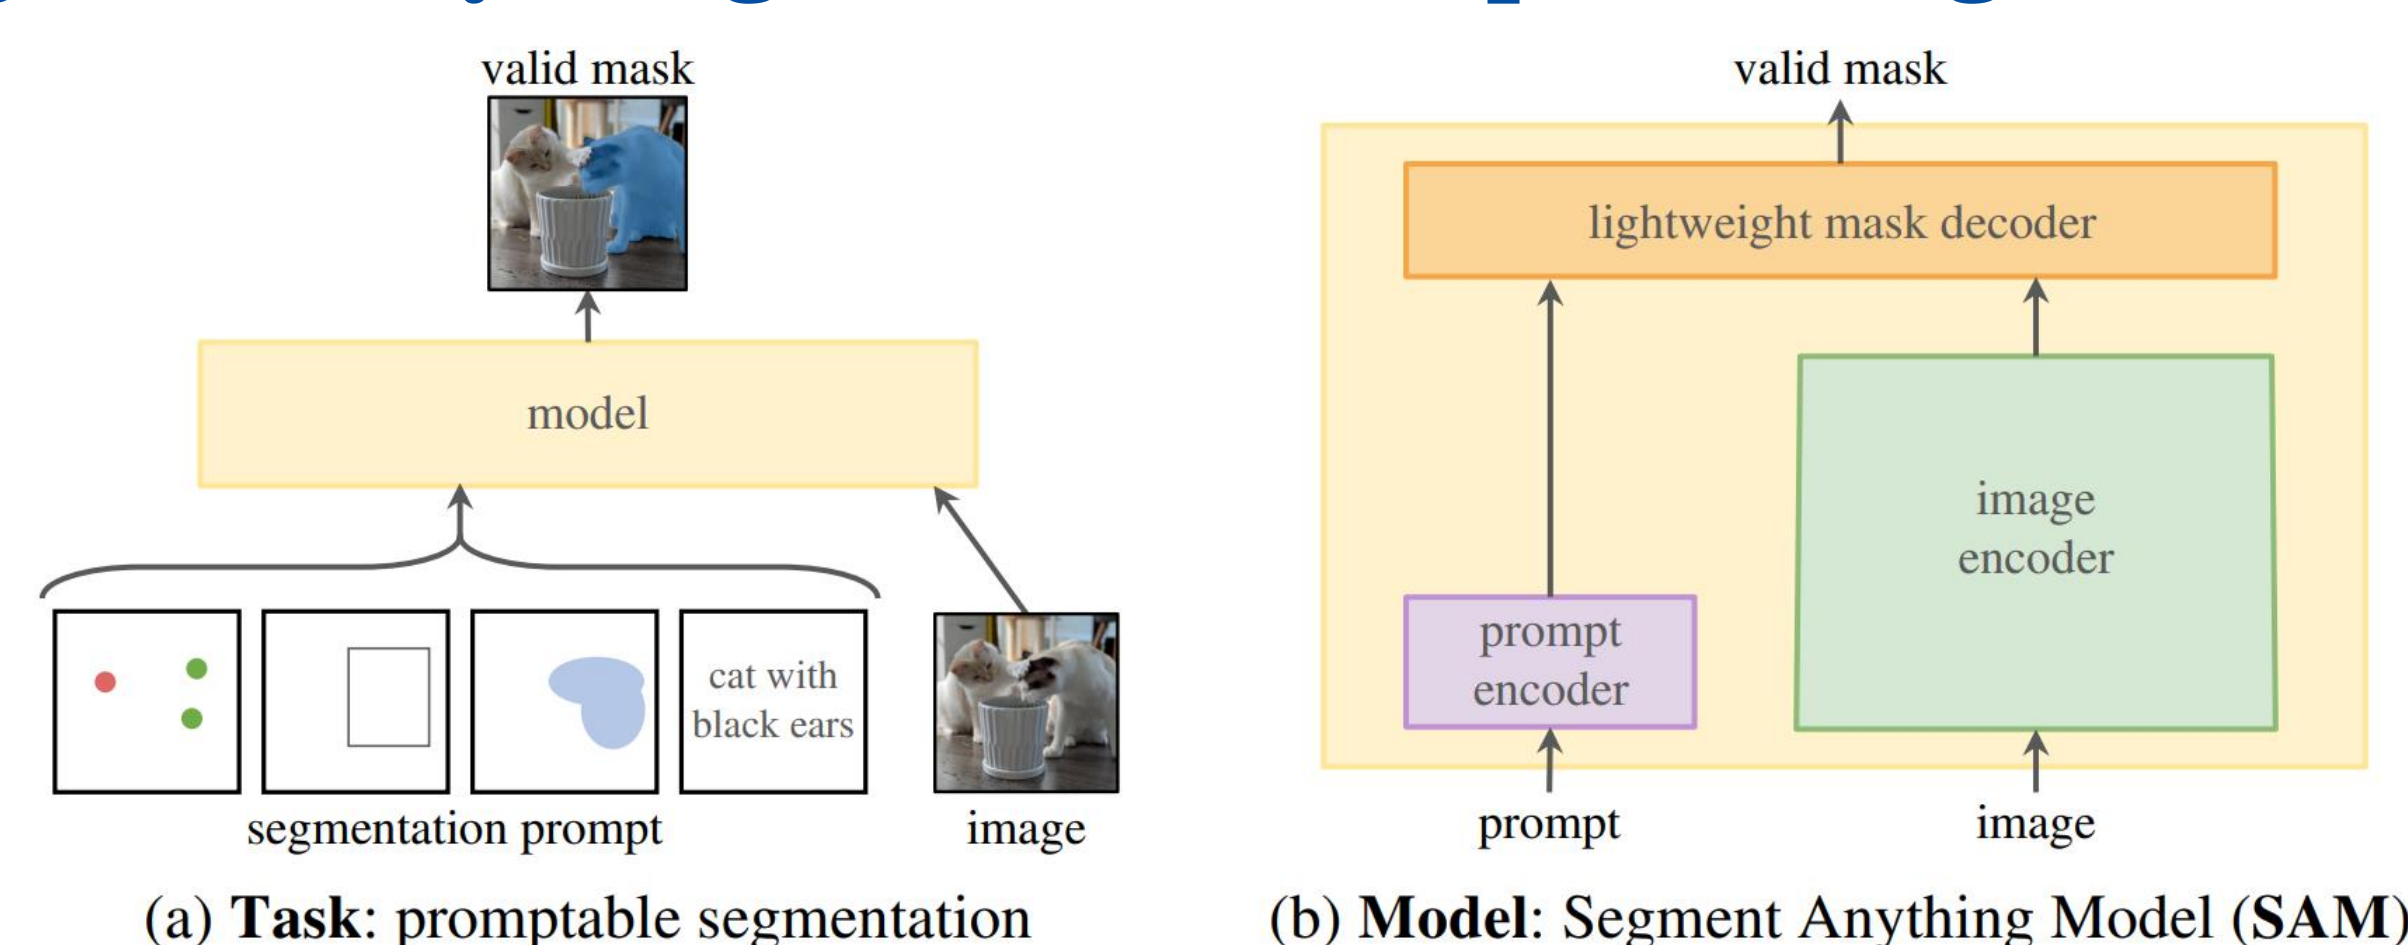 valid mask
model
cat with
black ears
segmentation prompt
image
(a) Task: promptable segmentation
valid mask
lightweight mask decoder
image
encoder
prompt
encoder
prompt
image
(b) Model: Segment Anything Model (SAM)